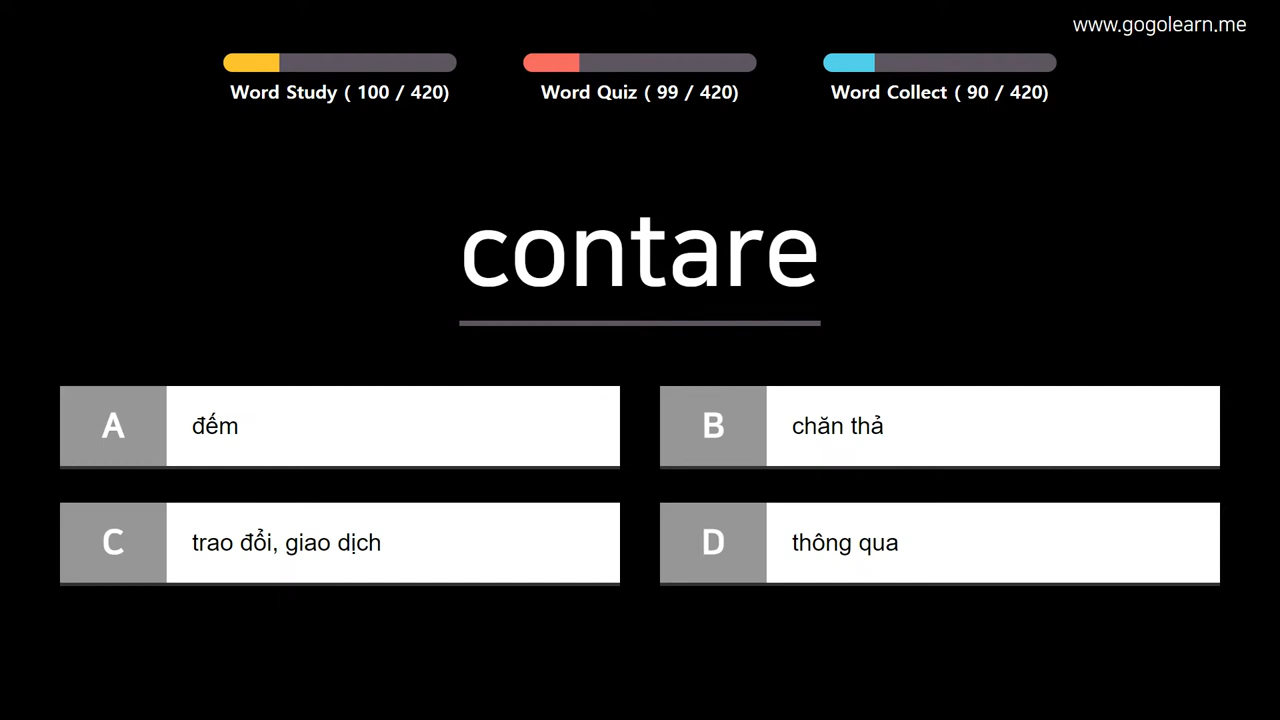 www.gogolearn.me
Word Study ( 100 / 420)
Word Quiz ( 99 / 420)
Word Collect ( 90 / 420)
contare
A đếm
B chăn thả
C trao đổi, giao dịch
D thông qua